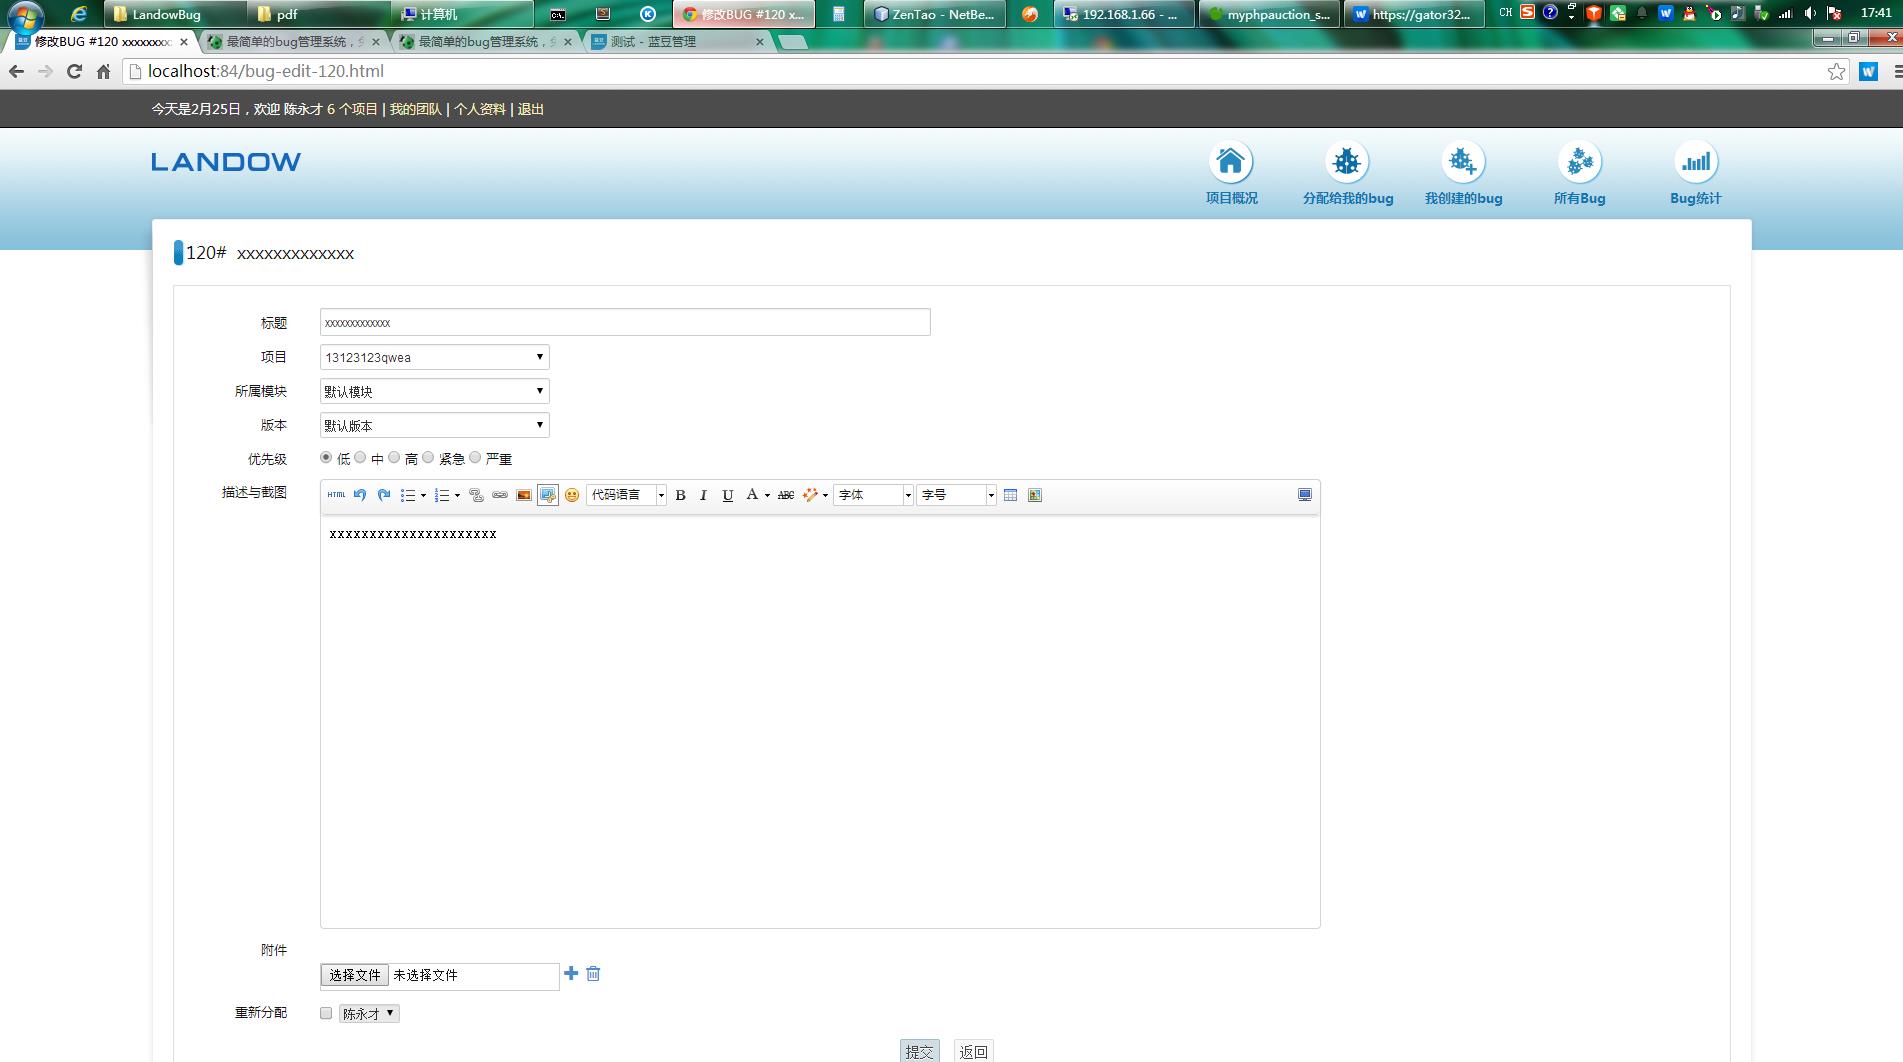 LandowBug pdf 计算机 修改BUG #120 x... ZenTao - NetBe... 192.168.1.66 - ... myphpauction_s... https://gator32... CH 17:41
修改BUG #120 xxxxxxxx 最简单的bug管理系统， 最简单的bug管理系统， 测试 - 蓝豆管理
localhost:84/bug-edit-120.html
今天是2月25日，欢迎 陈永才 6 个项目 | 我的团队 | 个人资料 | 退出
LANDOW
项目概况 分配给我的bug 我创建的bug 所有Bug Bug统计
120# xxxxxxxxxxxxx
标题 xxxxxxxxxxxxx
项目 13123123qwea
所属模块 默认模块
版本 默认版本
优先级 低 中 高 紧急 严重
描述与截图 HTML 代码语言 B I U A ABC 字体 字号
xxxxxxxxxxxxxxxxxxxxx
附件
选择文件 未选择文件
重新分配 陈永才
提交 返回